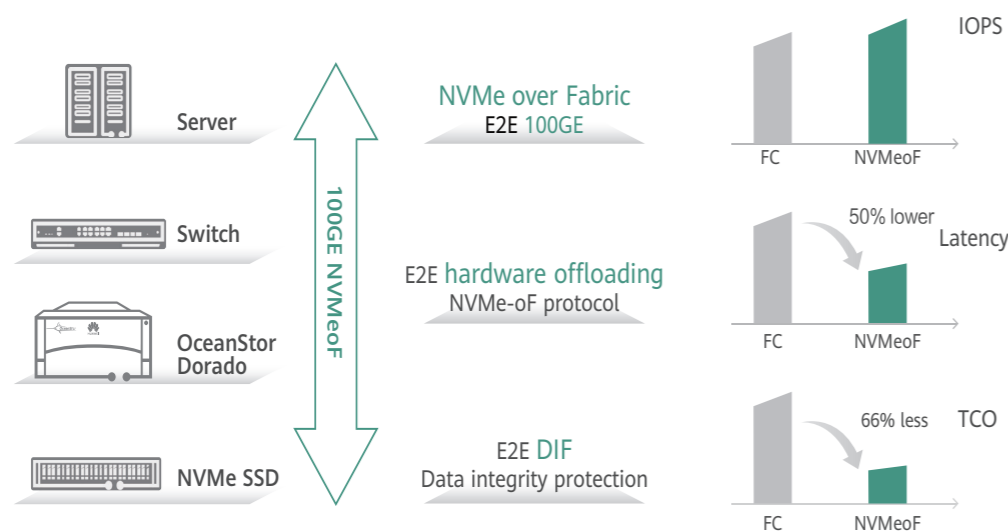 Server
Switch
OceanStor
Dorado
NVMe SSD
100GE NVMeoF
NVMe over Fabric
E2E 100GE
E2E hardware offloading
NVMe-oF protocol
E2E DIF
Data integrity protection
IOPS
FC
NVMeoF
50% lower
Latency
FC
NVMeoF
66% less
TCO
FC
NVMeoF